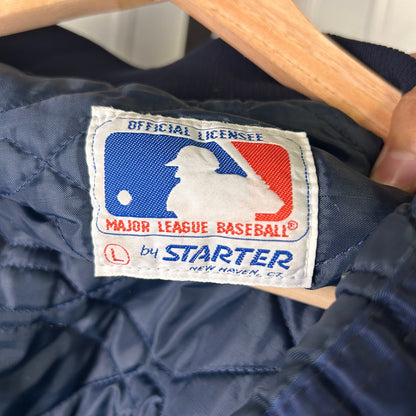 OFFICIAL LICENSEE
MAJOR LEAGUE BASEBALL®
L by STARTER
NEW HAVEN, CT.